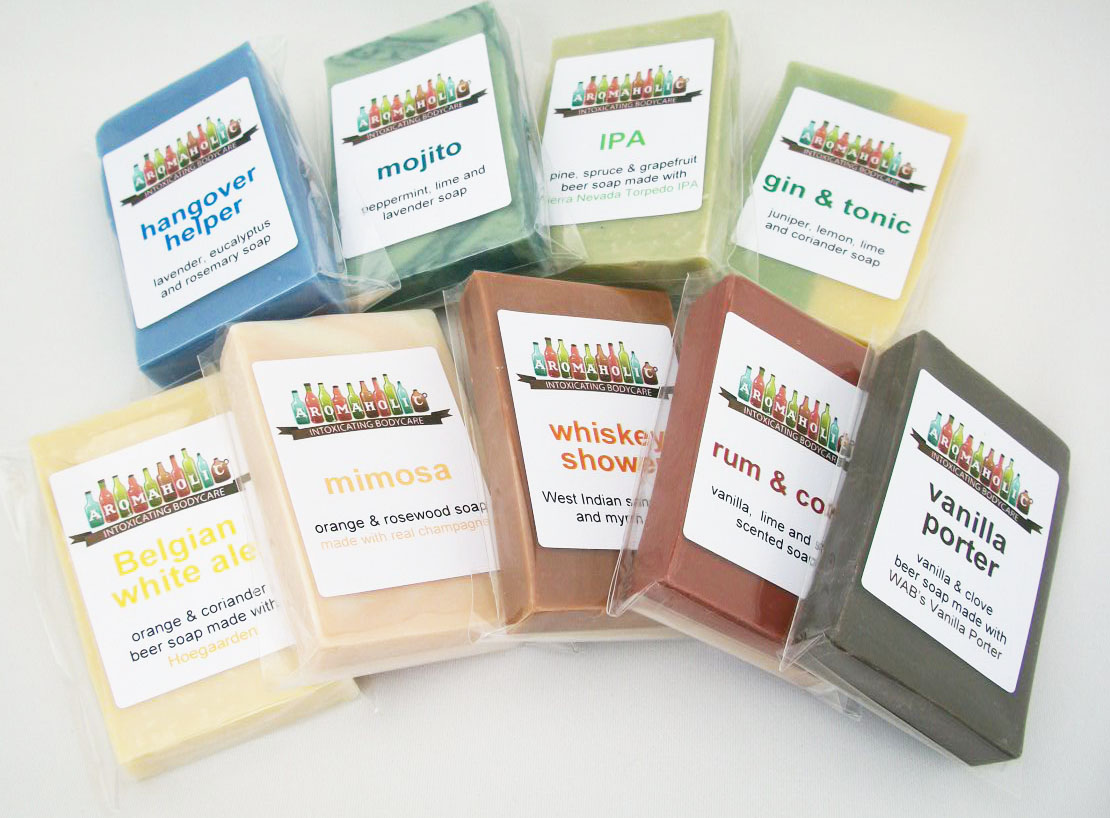 AROMAHOLIC
INTOXICATING BODYCARE
hangover
helper
lavender, eucalyptus
and rosemary soap
AROMAHOLIC
INTOXICATING BODYCARE
mojito
peppermint, lime and
lavender soap
AROMAHOLIC
INTOXICATING BODYCARE
IPA
pine, spruce & grapefruit
beer soap made with
Nevada Torpedo IPA
AROMAHOLIC
INTOXICATING BODYCARE
gin & tonic
juniper, lemon, lime
and coriander soap
AROMAHOLIC
INTOXICATING BODYCARE
Belgian
white ale
orange & coriander
beer soap made with
Hoegaarden
AROMAHOLIC
INTOXICATING BODYCARE
mimosa
orange & rosewood soap
made with real champagne
AROMAHOLIC
INTOXICATING BODYCARE
whiskey
West Indian
and
AROMAHOLIC
INTOXICATING BODYCARE
rum &
vanilla, lime and
scented soap
AROMAHOLIC
INTOXICATING BODYCARE
vanilla
porter
vanilla & clove
beer soap made with
WAB's Vanilla Porter